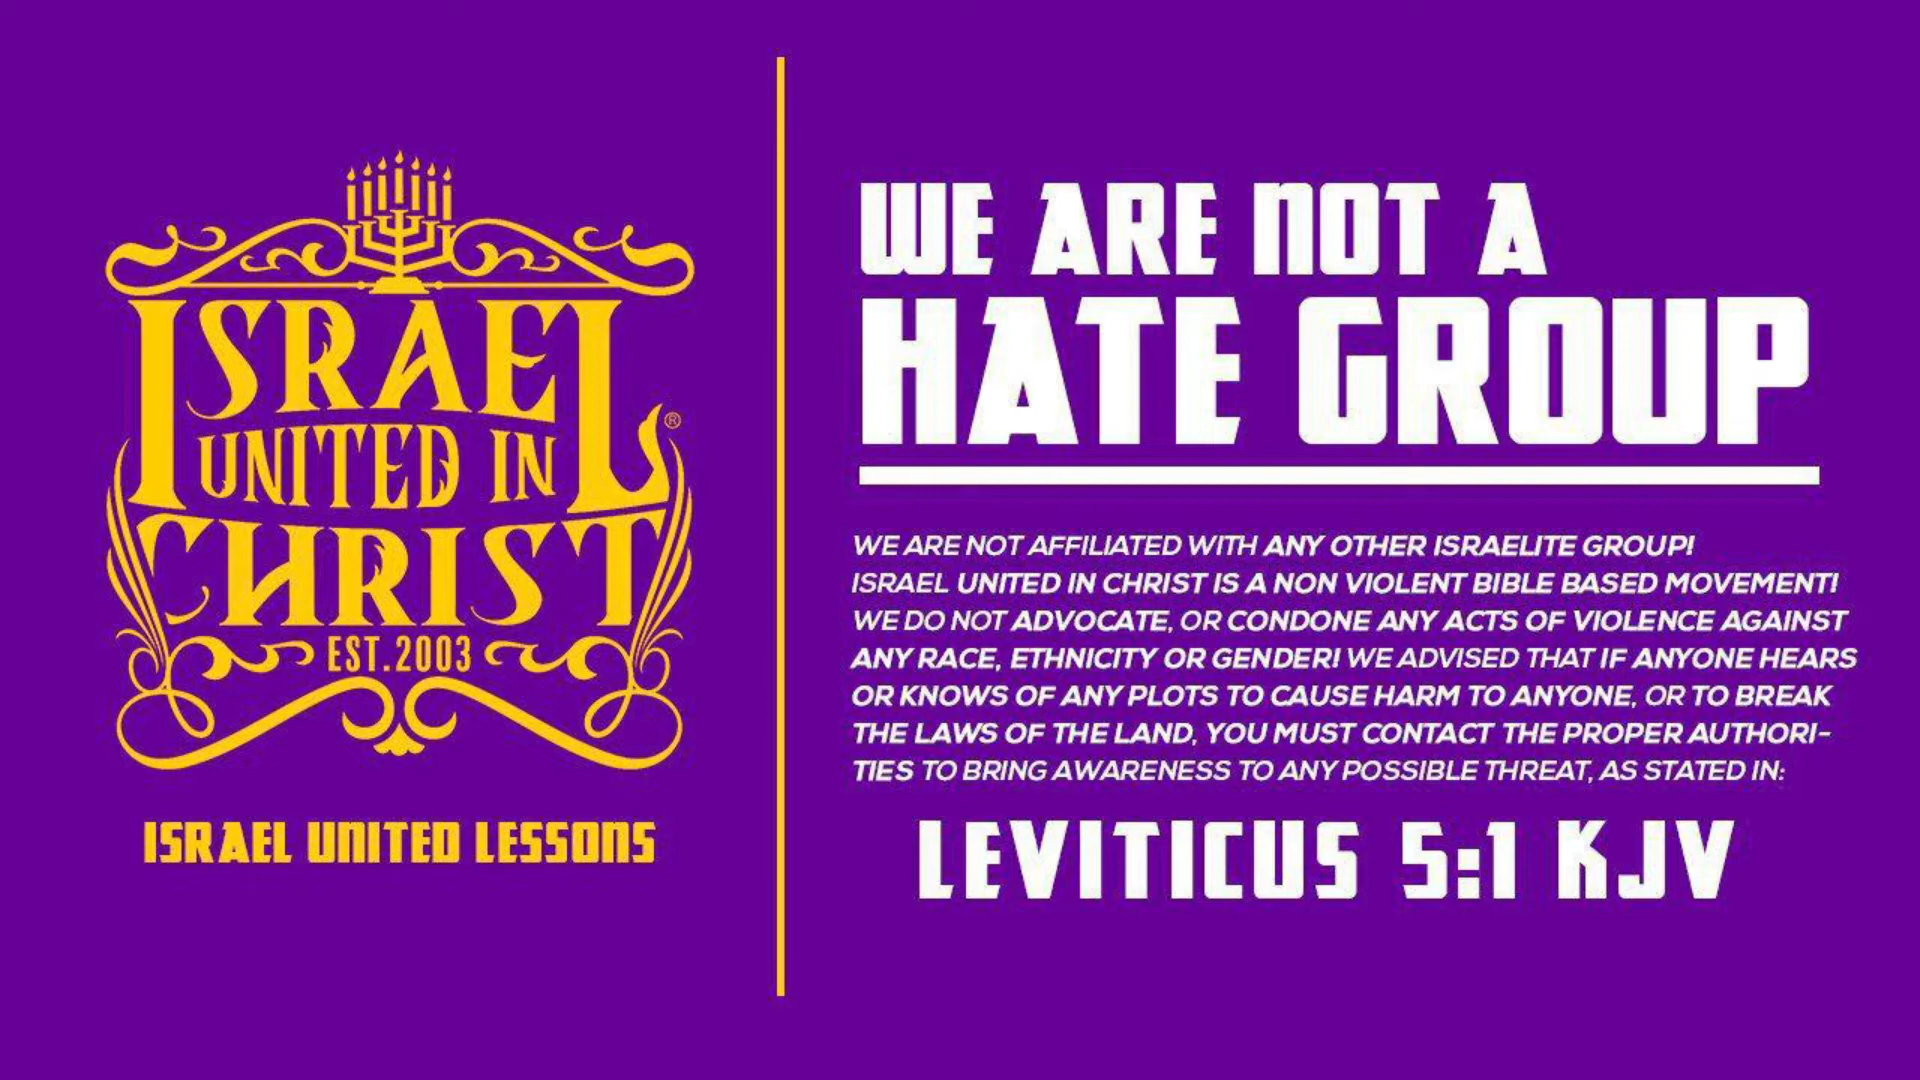 ISRAEL
UNITED IN
CHRIST®
EST.2003
ISRAEL UNITED LESSONS
WE ARE NOT A
HATE GROUP
WE ARE NOT AFFILIATED WITH ANY OTHER ISRAELITE GROUP!
ISRAEL UNITED IN CHRIST IS A NON VIOLENT BIBLE BASED MOVEMENT!
WE DO NOT ADVOCATE, OR CONDONE ANY ACTS OF VIOLENCE AGAINST
ANY RACE, ETHNICITY OR GENDER! WE ADVISED THAT IF ANYONE HEARS
OR KNOWS OF ANY PLOTS TO CAUSE HARM TO ANYONE, OR TO BREAK
THE LAWS OF THE LAND, YOU MUST CONTACT THE PROPER AUTHORI-
TIES TO BRING AWARENESS TO ANY POSSIBLE THREAT, AS STATED IN:
LEVITICUS 5:1 KJV